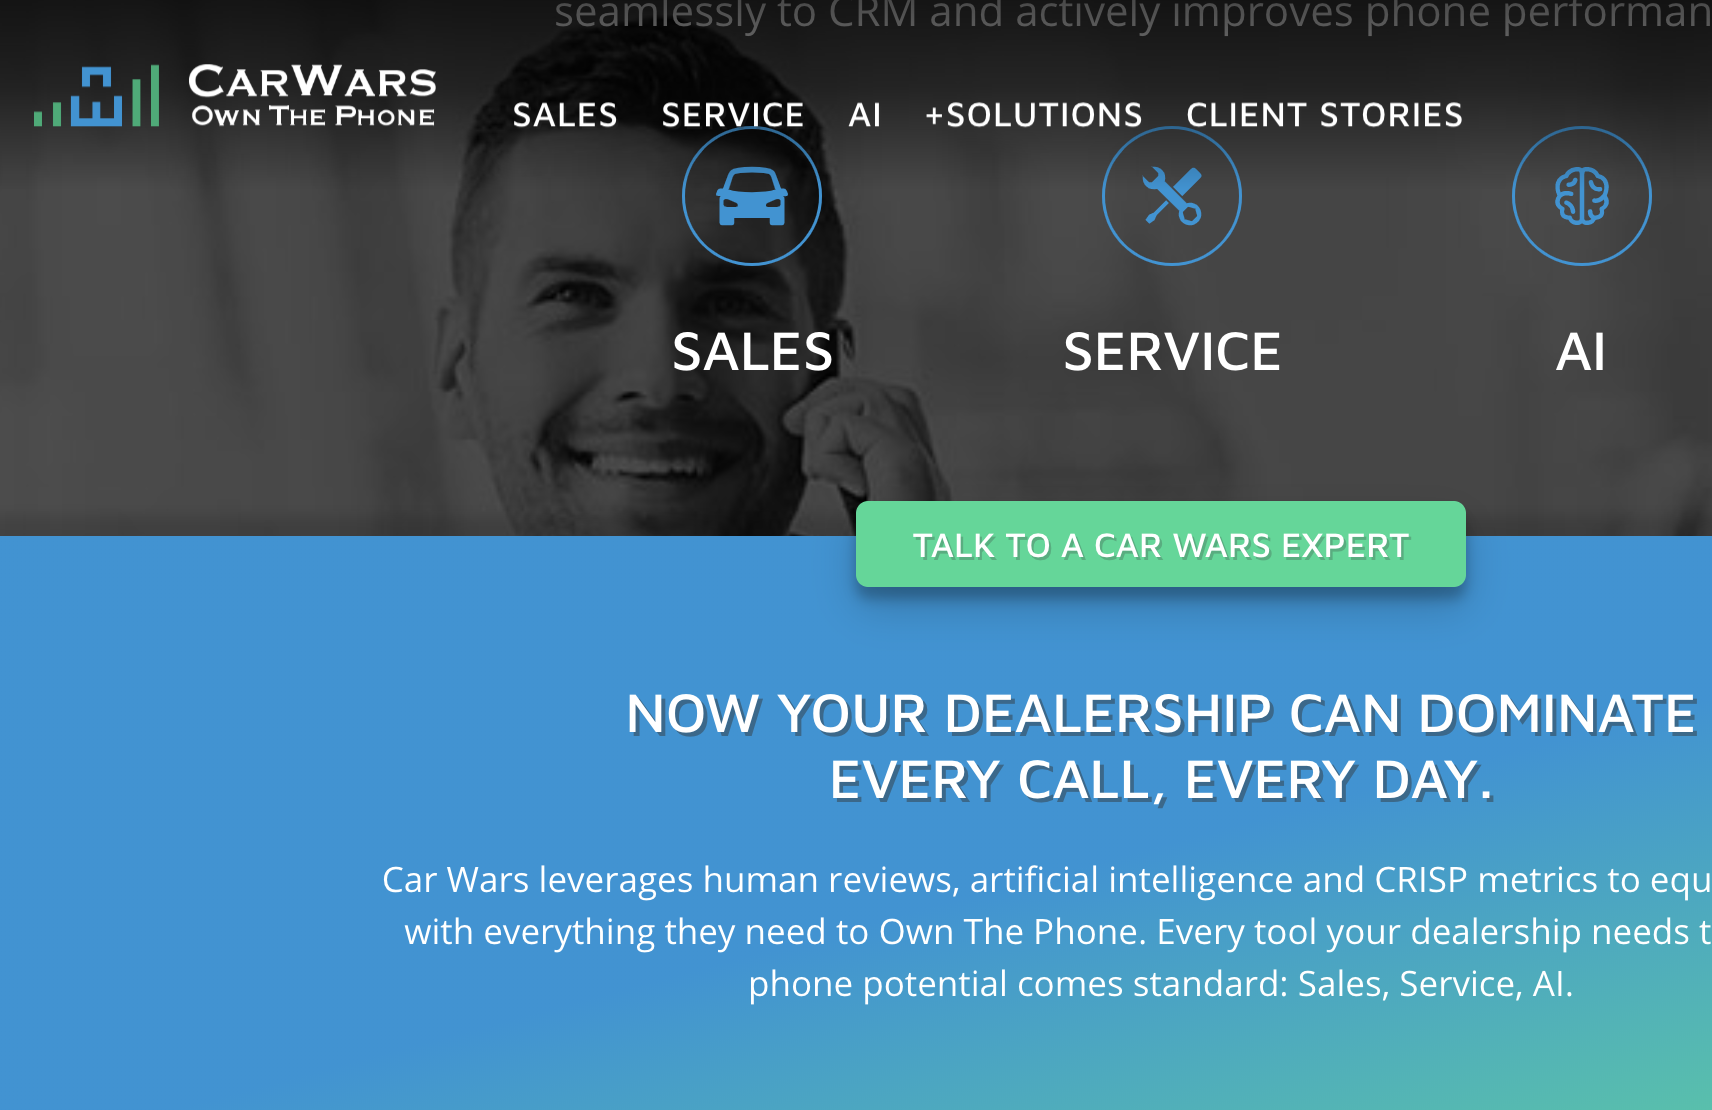 seamlessly to CRM and actively improves phone
CARWARS
OWN THE PHONE
SALES SERVICE AI +SOLUTIONS CLIENT STORIES
SALES SERVICE AI
TALK TO A CAR WARS EXPERT
NOW YOUR DEALERSHIP CAN DOMINATE
EVERY CALL, EVERY DAY.
Car Wars leverages human reviews, artificial intelligence and CRISP metrics to
with everything they need to Own The Phone. Every tool your dealership needs
phone potential comes standard: Sales, Service, AI.